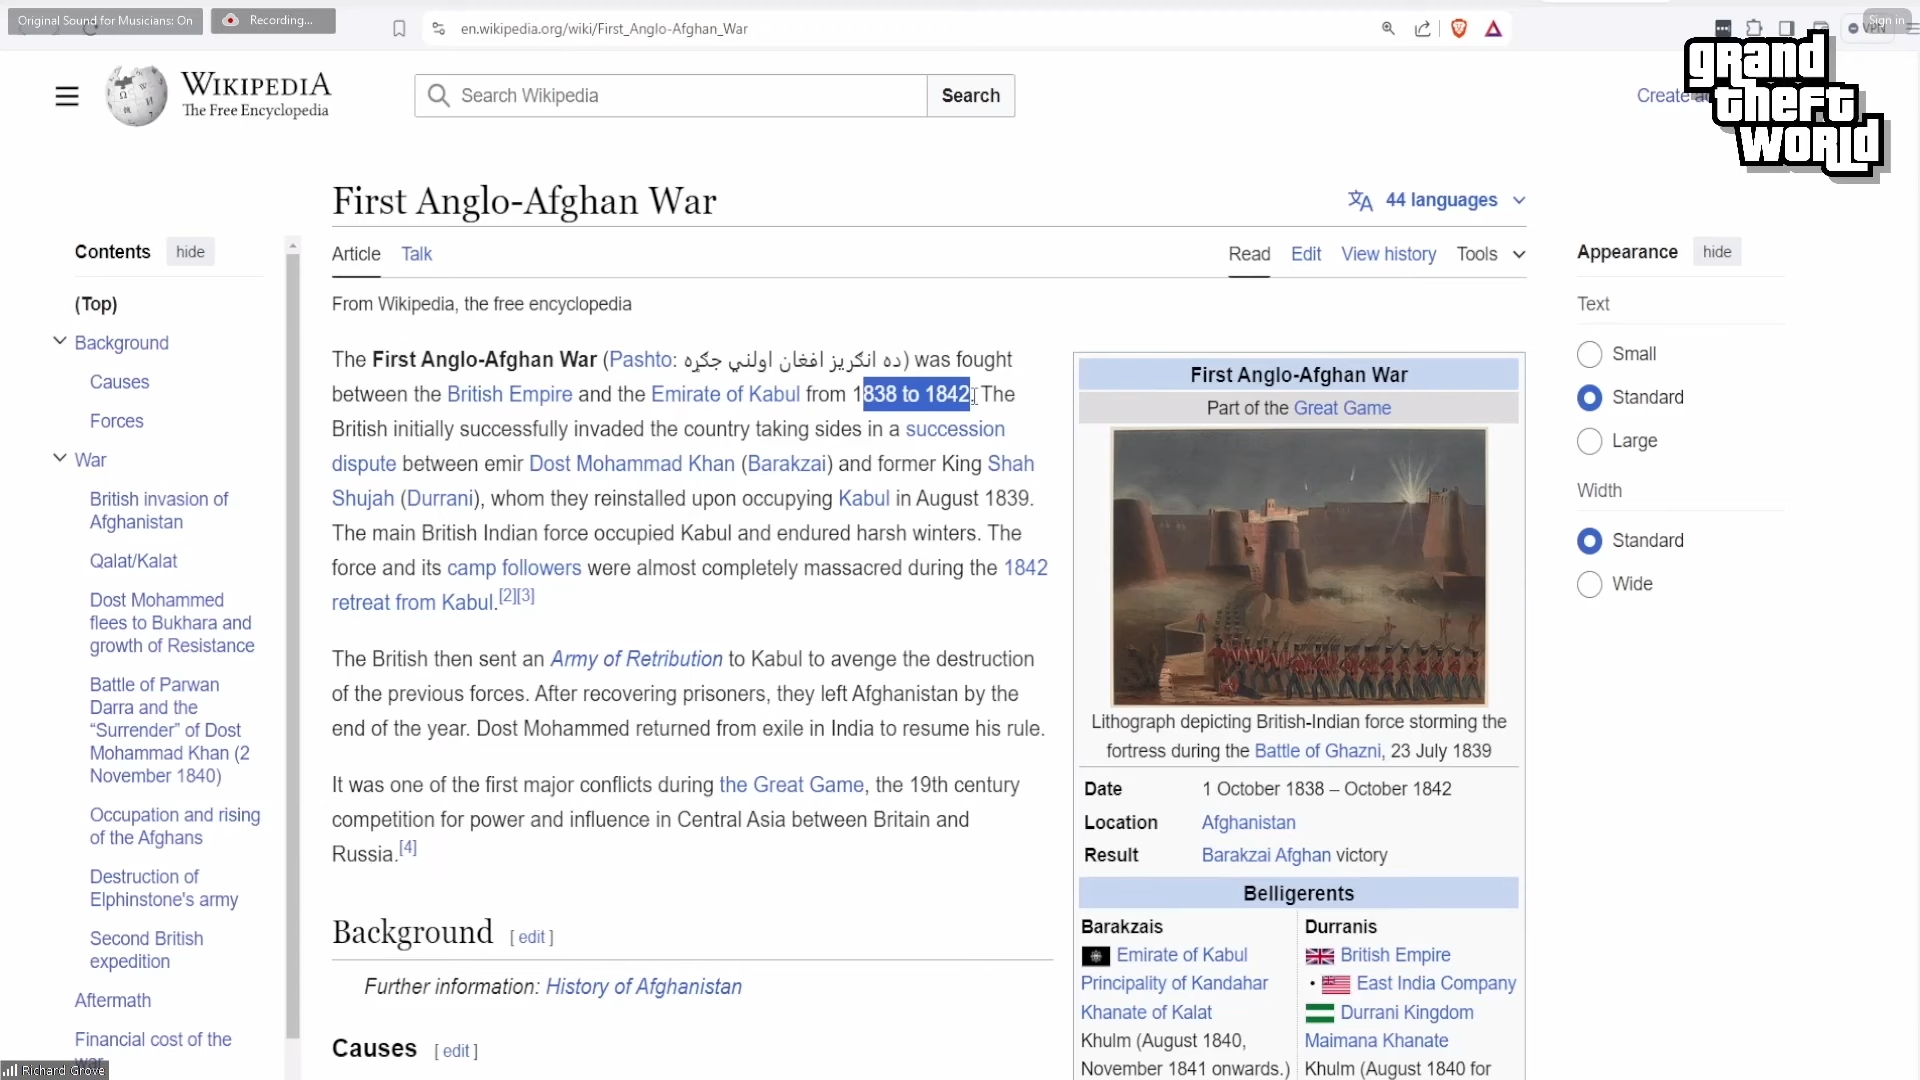 Original Sound for Musicians: On
Recording...
en.wikipedia.org/wiki/First_Anglo-Afghan_War
VPN
Sign in
grand
theft
world
WIKIPEDIA
The Free Encyclopedia
Search Wikipedia
Search
Create
First Anglo-Afghan War
44 languages
Contents
hide
Article
Talk
Read
Edit
View history
Tools
Appearance
hide
(Top)
Background
Causes
Forces
War
British invasion of
Afghanistan
Qalat/Kalat
Dost Mohammed
flees to Bukhara and
growth of Resistance
Battle of Parwan
Darra and the
“Surrender” of Dost
Mohammad Khan (2
November 1840)
Occupation and rising
of the Afghans
Destruction of
Elphinstone's army
Second British
expedition
Aftermath
Financial cost of the
war
From Wikipedia, the free encyclopedia
The First Anglo-Afghan War (Pashto: ده انګريز افغان اولني جګړه) was fought
between the British Empire and the Emirate of Kabul from 1838 to 1842. The
British initially successfully invaded the country taking sides in a succession
dispute between emir Dost Mohammad Khan (Barakzai) and former King Shah
Shujah (Durrani), whom they reinstalled upon occupying Kabul in August 1839.
The main British Indian force occupied Kabul and endured harsh winters. The
force and its camp followers were almost completely massacred during the 1842
retreat from Kabul.[2][3]
The British then sent an Army of Retribution to Kabul to avenge the destruction
of the previous forces. After recovering prisoners, they left Afghanistan by the
end of the year. Dost Mohammed returned from exile in India to resume his rule.
It was one of the first major conflicts during the Great Game, the 19th century
competition for power and influence in Central Asia between Britain and
Russia.[4]
Background [ edit ]
Further information: History of Afghanistan
Causes [ edit ]
First Anglo-Afghan War
Part of the Great Game
Lithograph depicting British-Indian force storming the
fortress during the Battle of Ghazni, 23 July 1839
Date 1 October 1838 – October 1842
Location Afghanistan
Result Barakzai Afghan victory
Belligerents
Barakzais
Emirate of Kabul
Principality of Kandahar
Khanate of Kalat
Khulm (August 1840,
November 1841 onwards.)
Durranis
British Empire
• East India Company
Durrani Kingdom
Maimana Khanate
Khulm (August 1840 for
Text
Small
Standard
Large
Width
Standard
Wide
Richard Grove